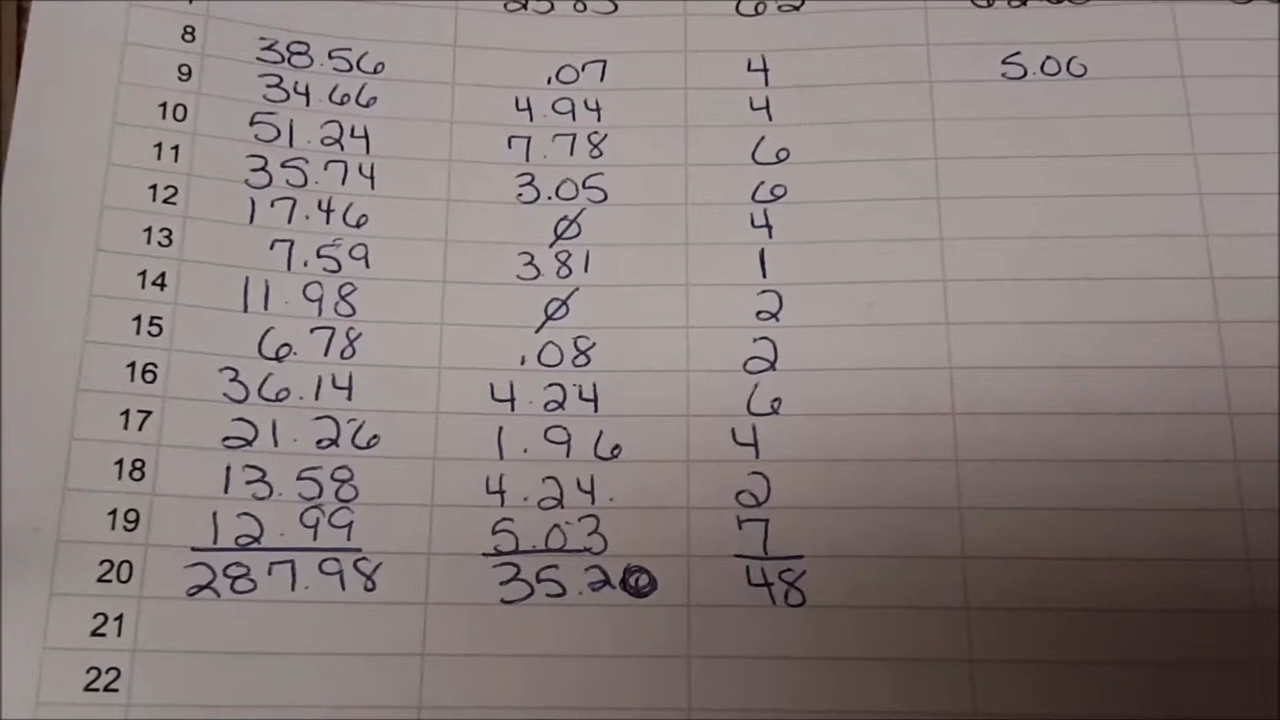 8 38.56 .07 4 5.00
9 34.66 4.94 4
10 51.24 7.78 6
11 35.74 3.05 6
12 17.46 ∅ 4
13 7.59 3.81 1
14 11.98 ∅ 2
15 6.78 .08 2
16 36.14 4.24 6
17 21.26 1.96 4
18 13.58 4.24. 2
19 12.99 5.03 7
20 287.98 35.20 48
21
22